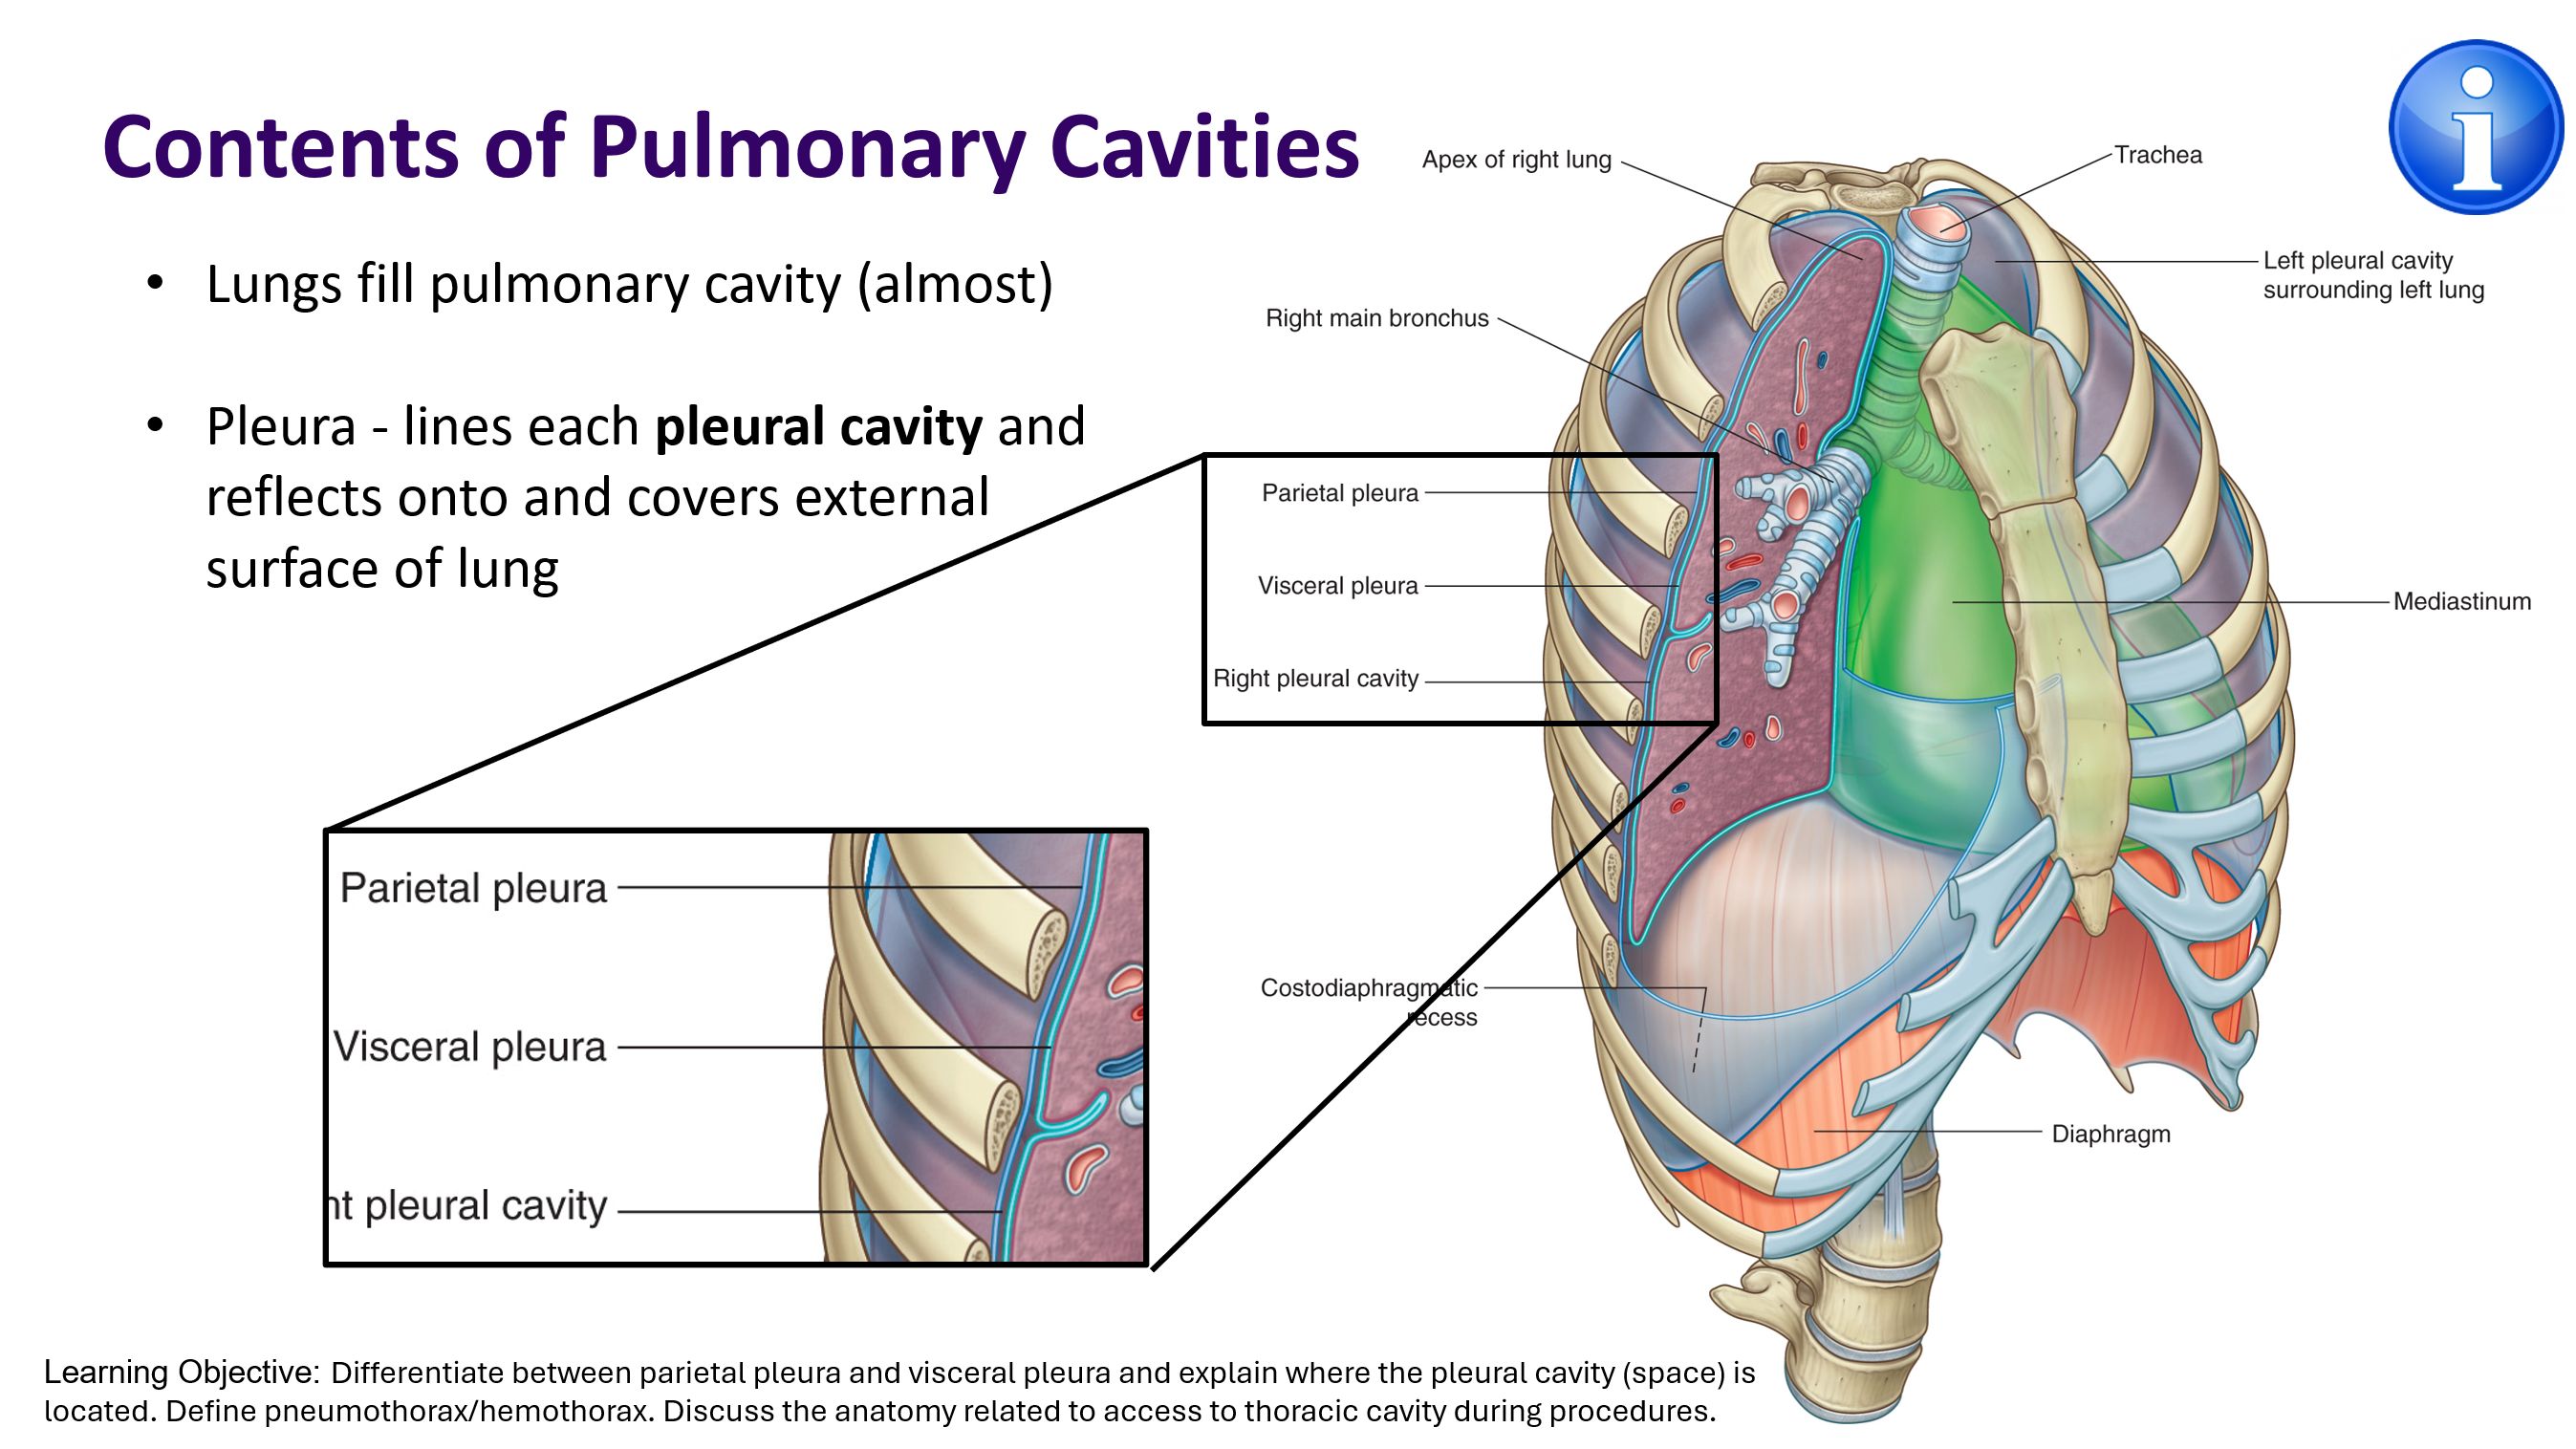 Contents of Pulmonary Cavities
• Lungs fill pulmonary cavity (almost)
• Pleura - lines each pleural cavity and
reflects onto and covers external
surface of lung
Apex of right lung
Trachea
Left pleural cavity
surrounding left lung
Right main bronchus
Parietal pleura
Visceral pleura
Right pleural cavity
Mediastinum
Costodiaphragmatic
recess
Diaphragm
Parietal pleura
Visceral pleura
ht pleural cavity
Learning Objective: Differentiate between parietal pleura and visceral pleura and explain where the pleural cavity (space) is
located. Define pneumothorax/hemothorax. Discuss the anatomy related to access to thoracic cavity during procedures.